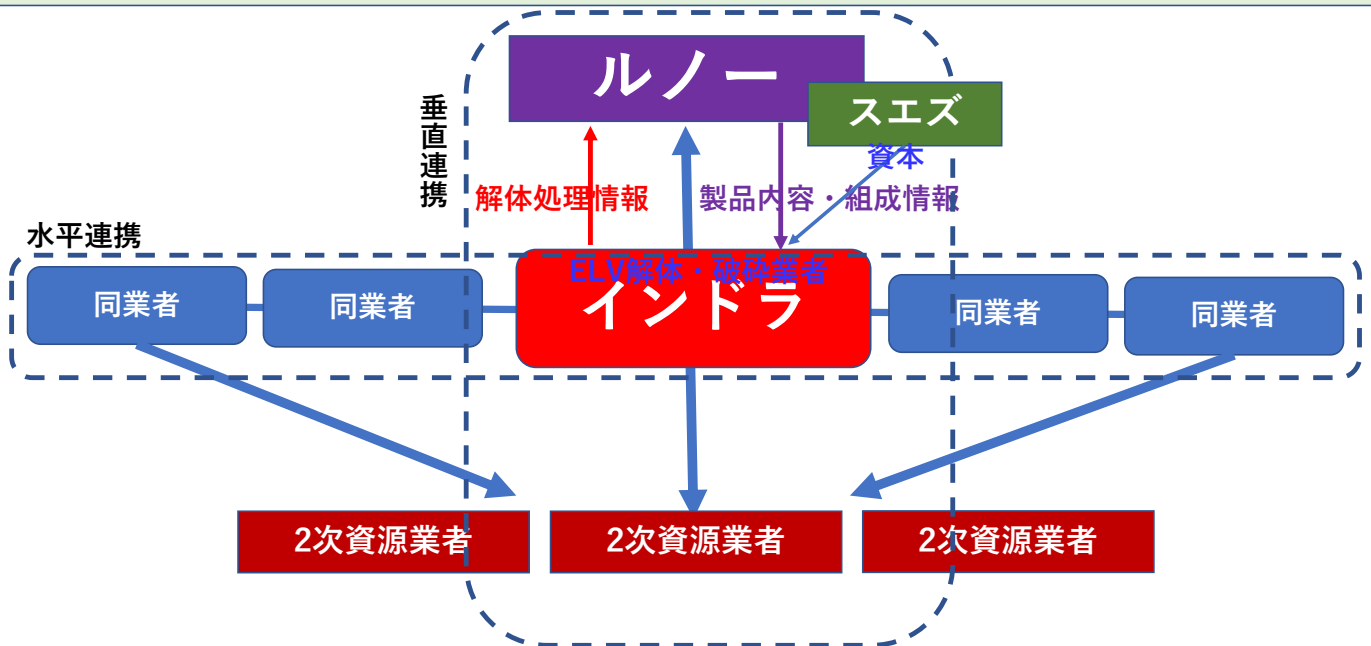 ルノー
スエズ
垂直連携
資本
解体処理情報
製品内容・組成情報
水平連携
ELV解体・破砕業者
インドラ
同業者
同業者
同業者
同業者
2次資源業者
2次資源業者
2次資源業者